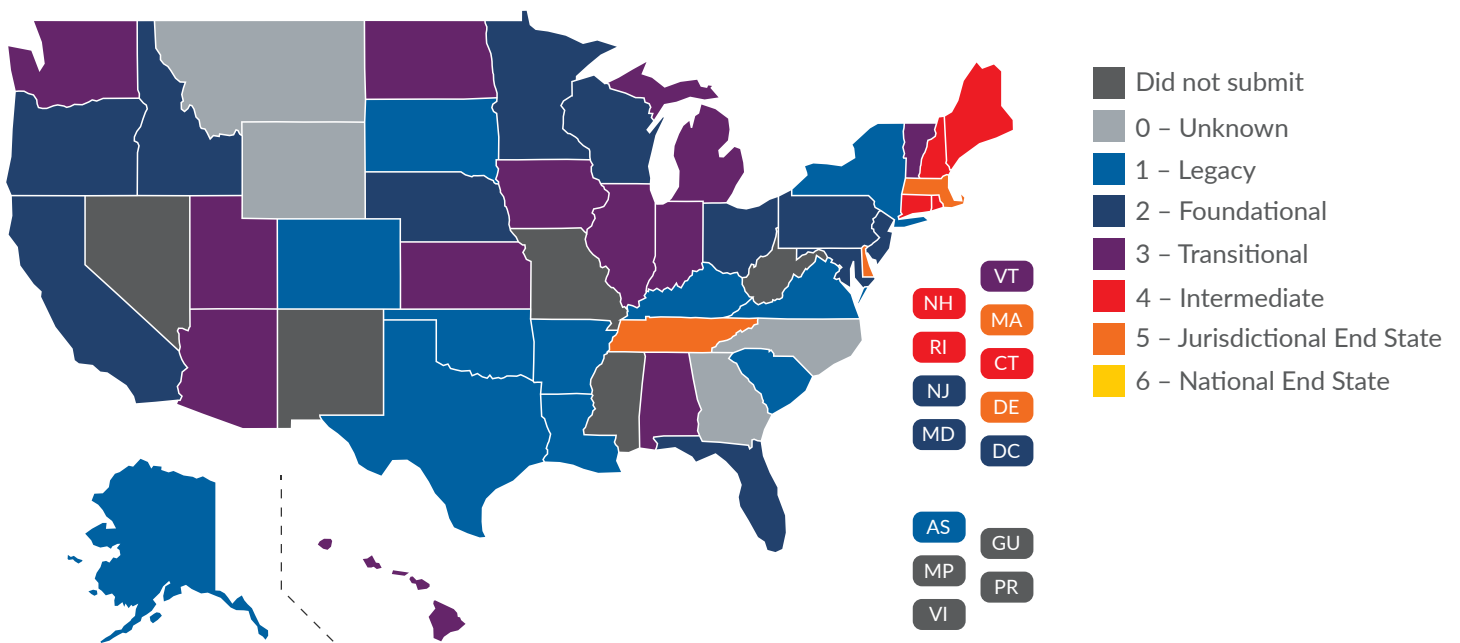 Did not submit
0 – Unknown
1 – Legacy
2 – Foundational
3 – Transitional
4 – Intermediate
5 – Jurisdictional End State
6 – National End State
VT
NH
MA
RI
CT
NJ
DE
MD
DC
AS
GU
MP
PR
VI